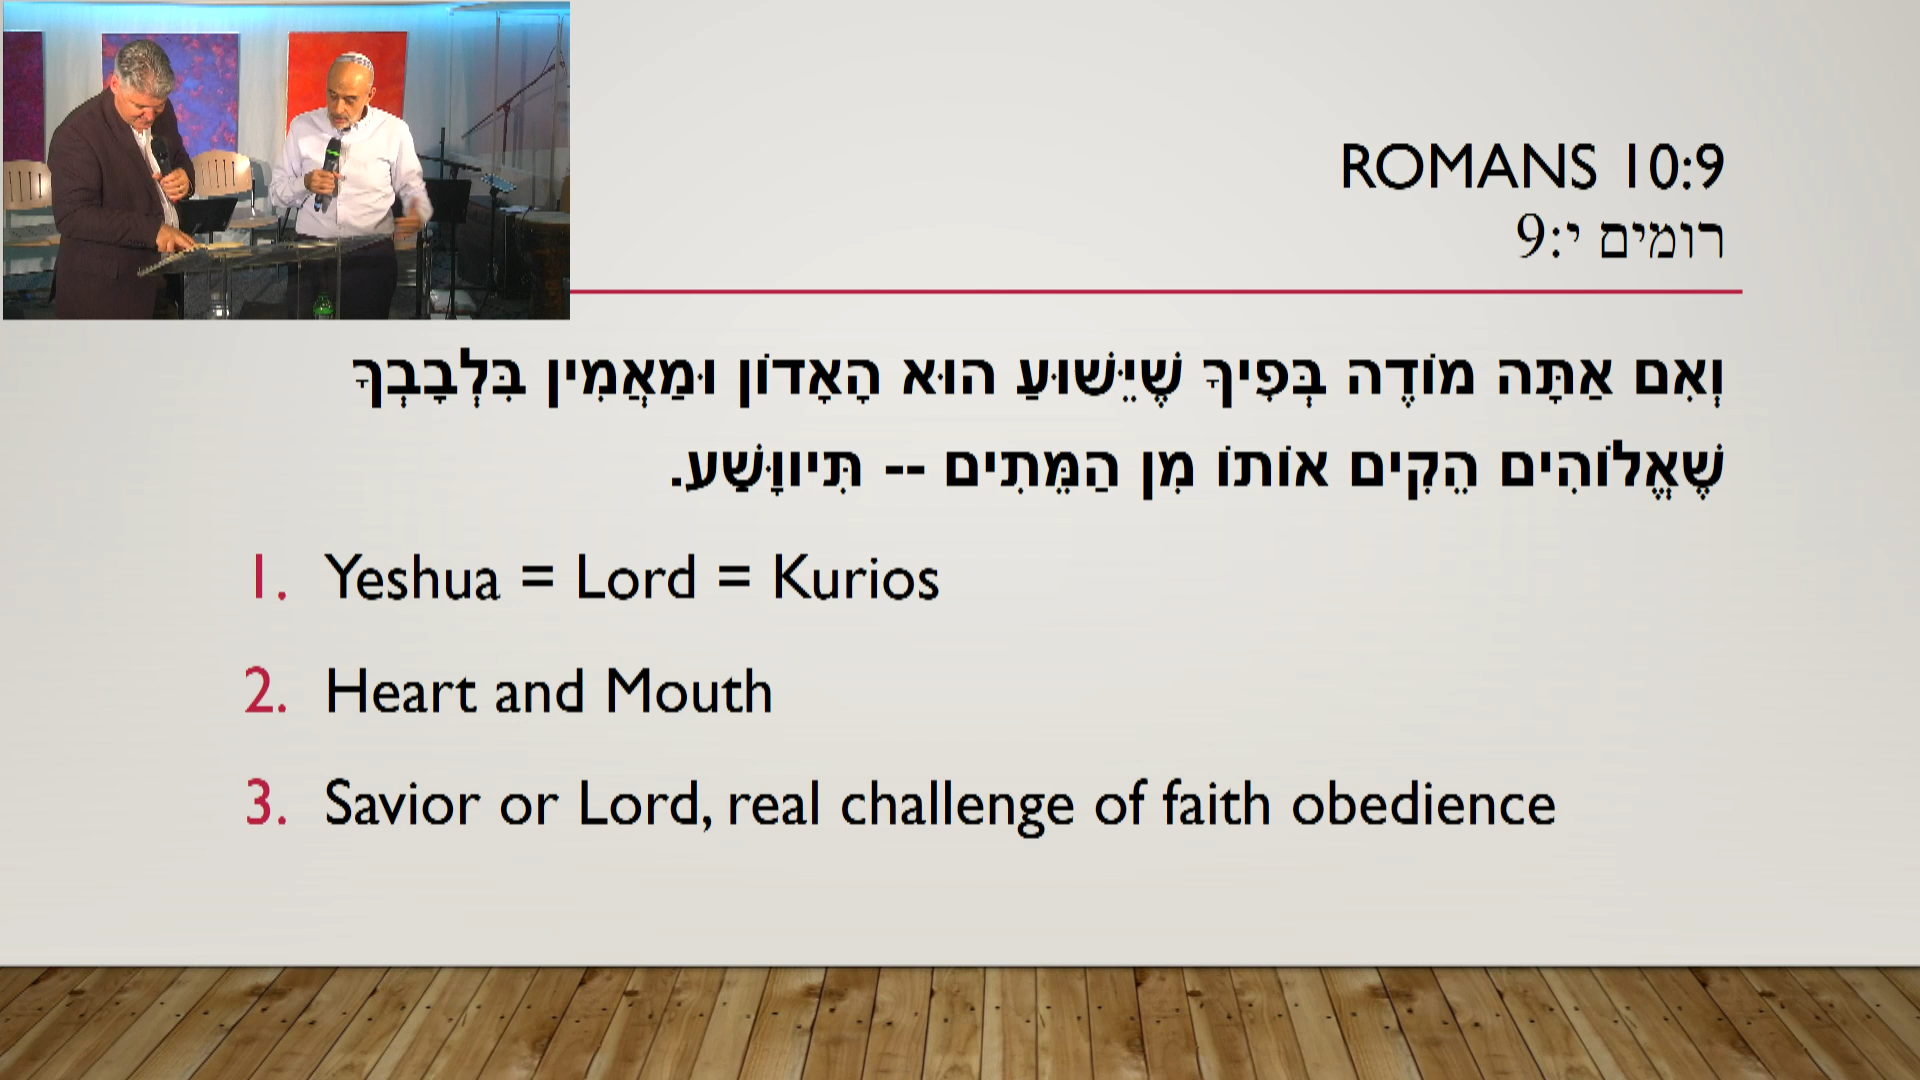 ROMANS 10:9
רומים י:9
וְאִם אַתָּה מוֹדֶה בְּפִיךָ שֶׁיֵּשׁוּעַ הוּא הָאָדוֹן וּמַאֲמִין בִּלְבָבְךָ
שֶׁאֱלוֹהִים הֵקִים אוֹתוֹ מִן הַמֵּתִים -- תִּיווָּשַׁע.
1. Yeshua = Lord = Kurios
2. Heart and Mouth
3. Savior or Lord, real challenge of faith obedience